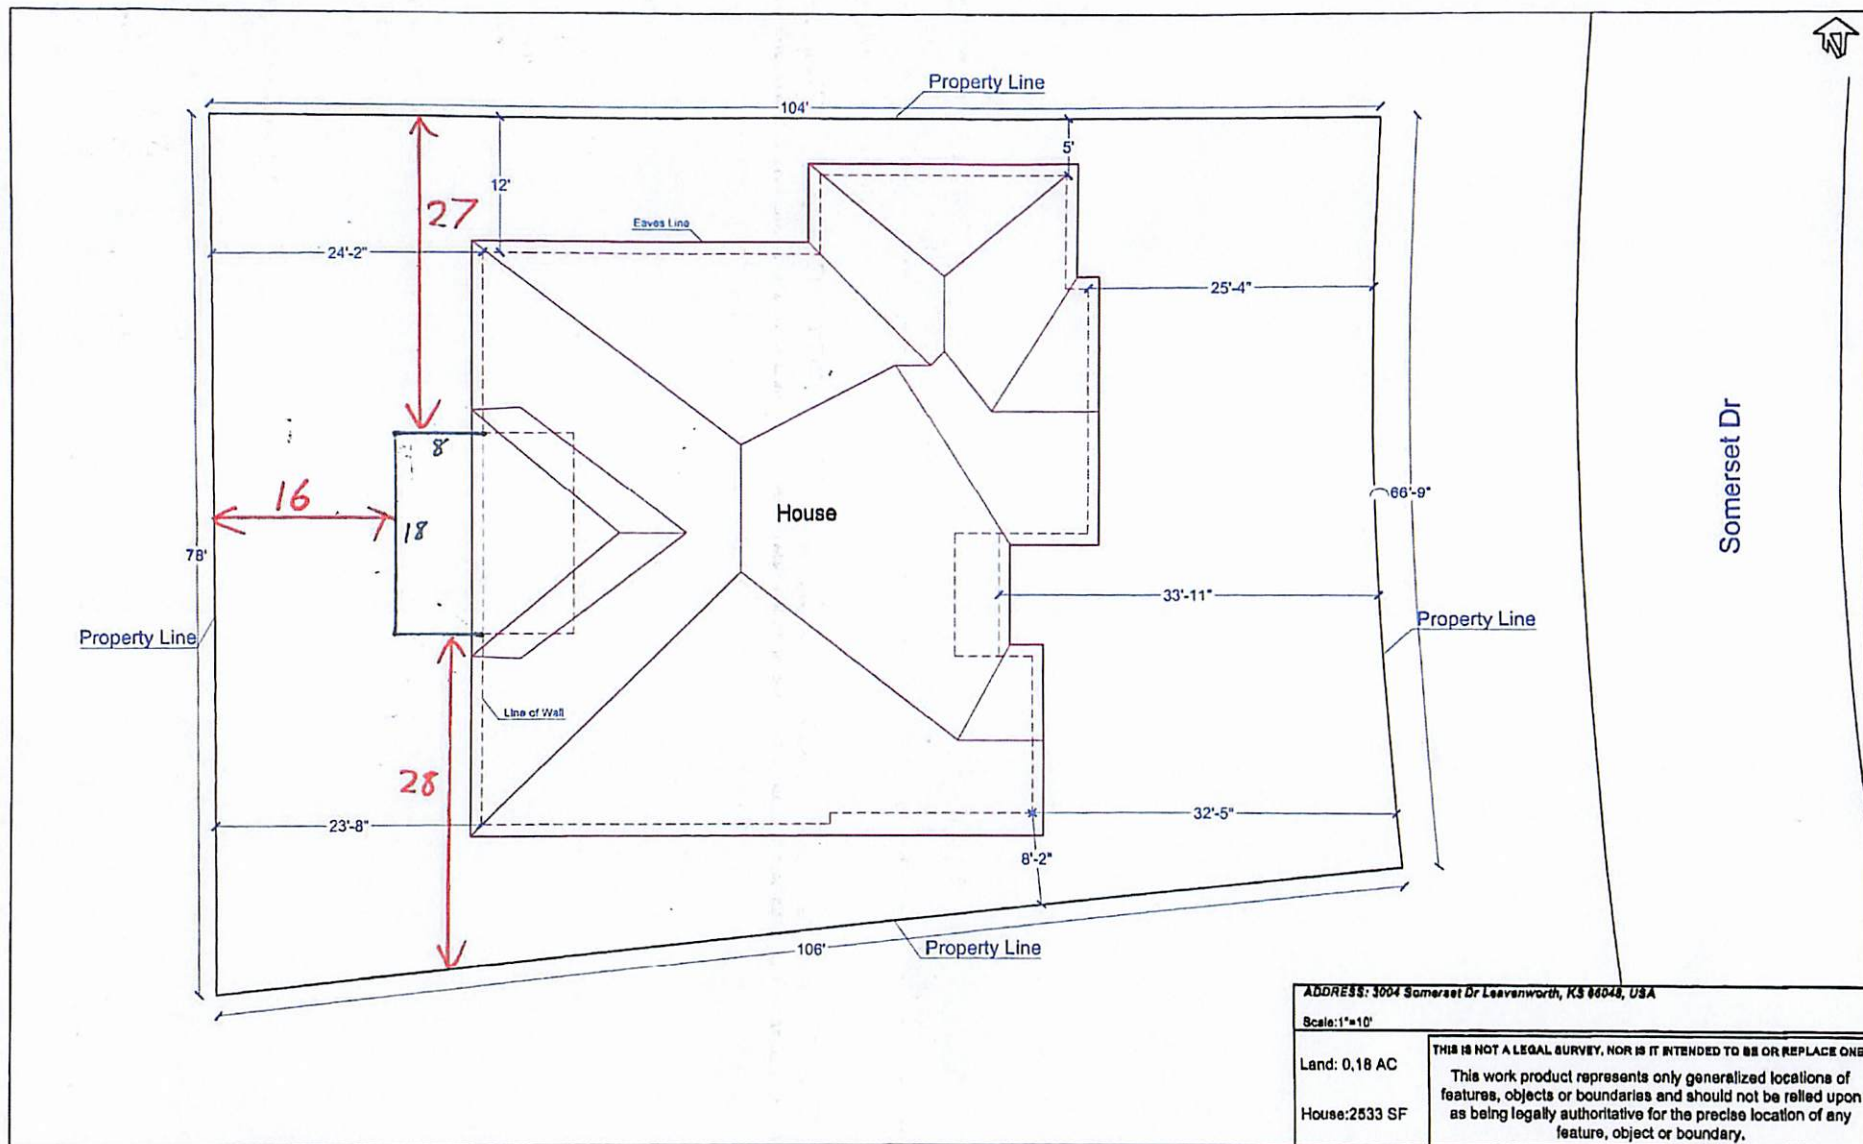 N
Property Line
104'
5'
12'
27
Eaves Line
24'-2"
25'-4"
8
16
18
House
66'-9"
Somerset Dr
78'
33'-11"
Property Line
Property Line
Line of Wall
28
23'-8"
32'-5"
8'-2"
106'
Property Line
ADDRESS: 3004 Somerset Dr Leavenworth, KS 66048, USA
Scale:1"=10'
Land: 0,18 AC
House:2533 SF
THIS IS NOT A LEGAL SURVEY, NOR IS IT INTENDED TO BE OR REPLACE ONE
This work product represents only generalized locations of
features, objects or boundaries and should not be relied upon
as being legally authoritative for the precise location of any
feature, object or boundary.